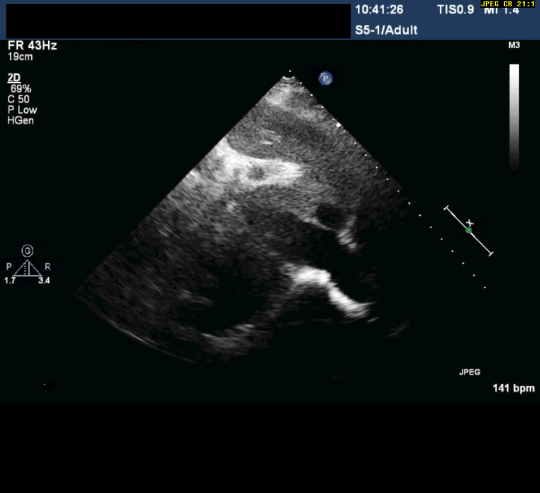 JPEG CR 21:1
10:41:26 TIS0.9 MI 1.4
S5-1/Adult
FR 43Hz
19cm
M3
2D
69%
C 50
P Low
HGen
P
G
P R
1.7 3.4
x
JPEG
141 bpm